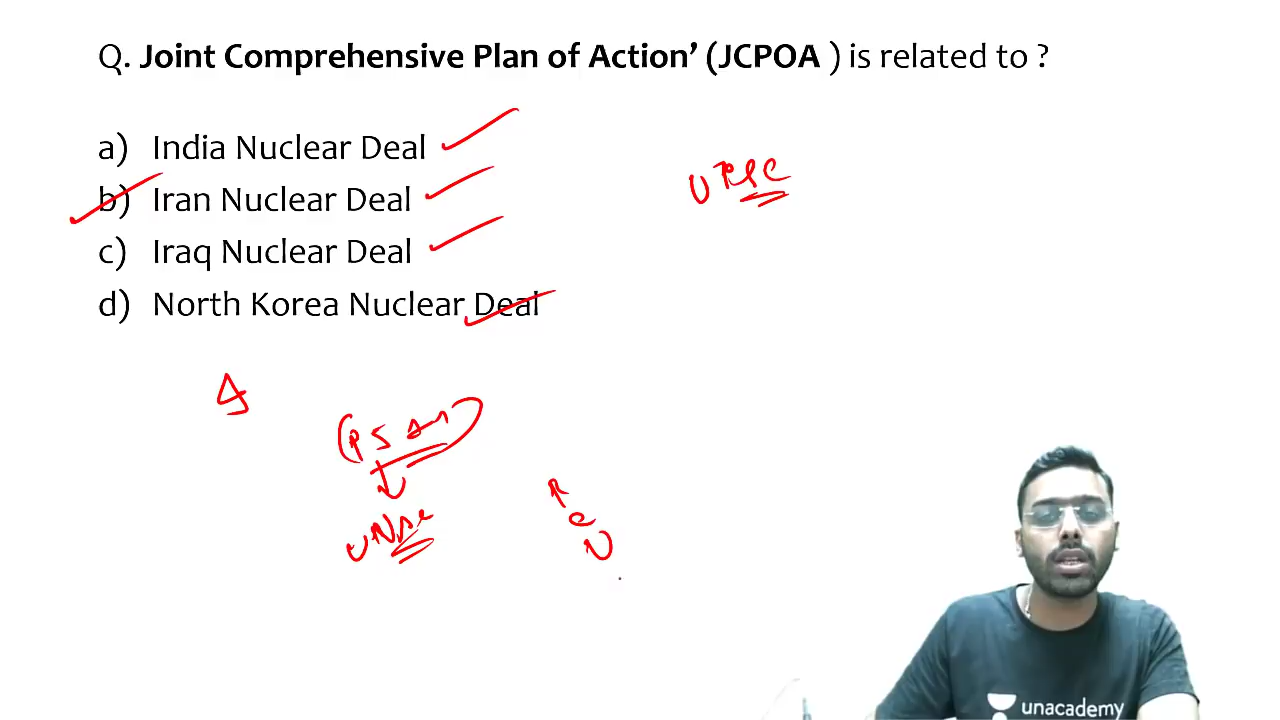 Q. Joint Comprehensive Plan of Action’ (JCPOA ) is related to ?
a) India Nuclear Deal
b) Iran Nuclear Deal
c) Iraq Nuclear Deal
d) North Korea Nuclear Deal
UNSC
unacademy